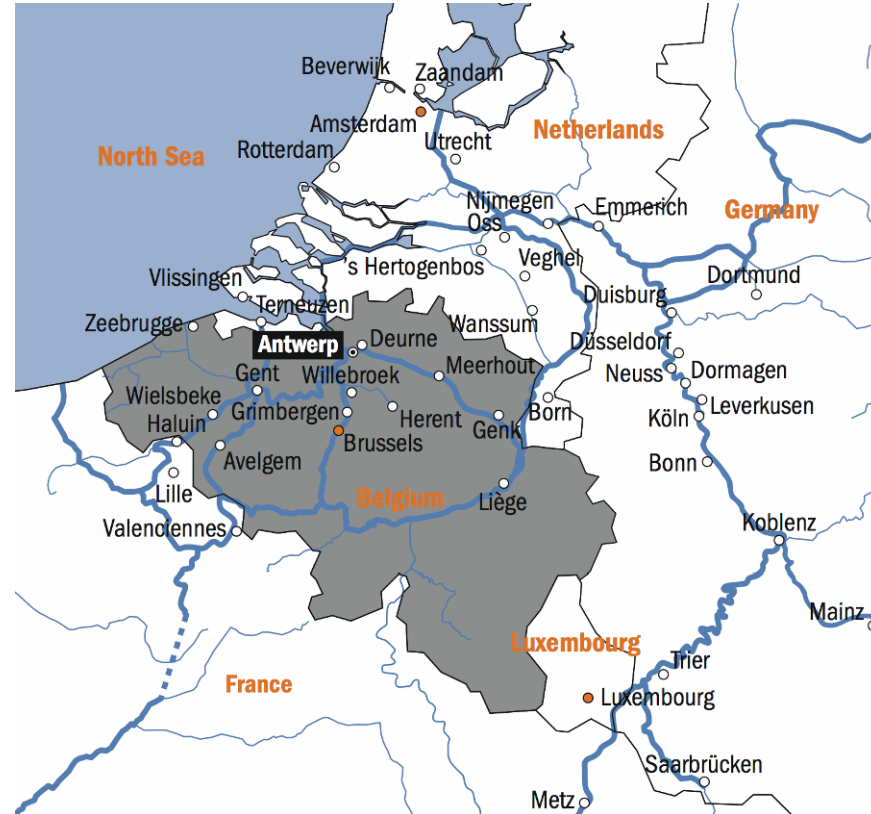 Beverwijk
Zaandam
Amsterdam
Netherlands
Utrecht
North Sea
Rotterdam
Nijmegen
Emmerich
Germany
Oss
's Hertogenbos
Veghel
Vlissingen
Dortmund
Duisburg
Terneuzen
Zeebrugge
Wanssum
Antwerp
Deurne
Düsseldorf
Meerhout
Gent
Willebroek
Neuss
Dormagen
Wielsbeke
Grimbergen
Herent
Born
Leverkusen
Haluin
Genk
Köln
Brussels
Avelgem
Bonn
Lille
Belgium
Liège
Valenciennes
Koblenz
Mainz
Luxembourg
Trier
France
Luxembourg
Saarbrücken
Metz